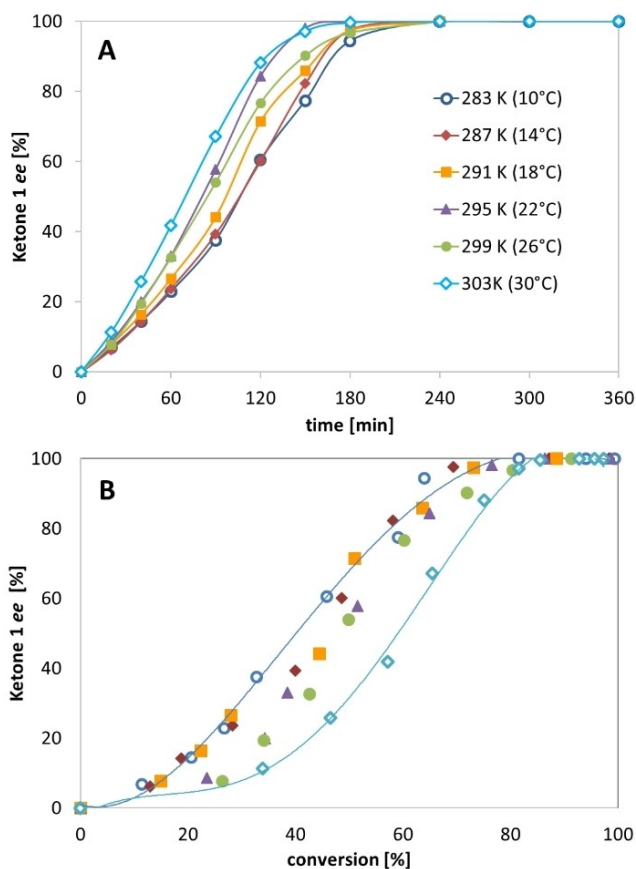 100
A
80
60
40
20
0
Ketone 1 ee [%]
283 K (10°C)
287 K (14°C)
291 K (18°C)
295 K (22°C)
299 K (26°C)
303K (30°C)
0 60 120 180 240 300 360
time [min]
100
B
80
60
40
20
0
Ketone 1 ee [%]
0 20 40 60 80 100
conversion [%]